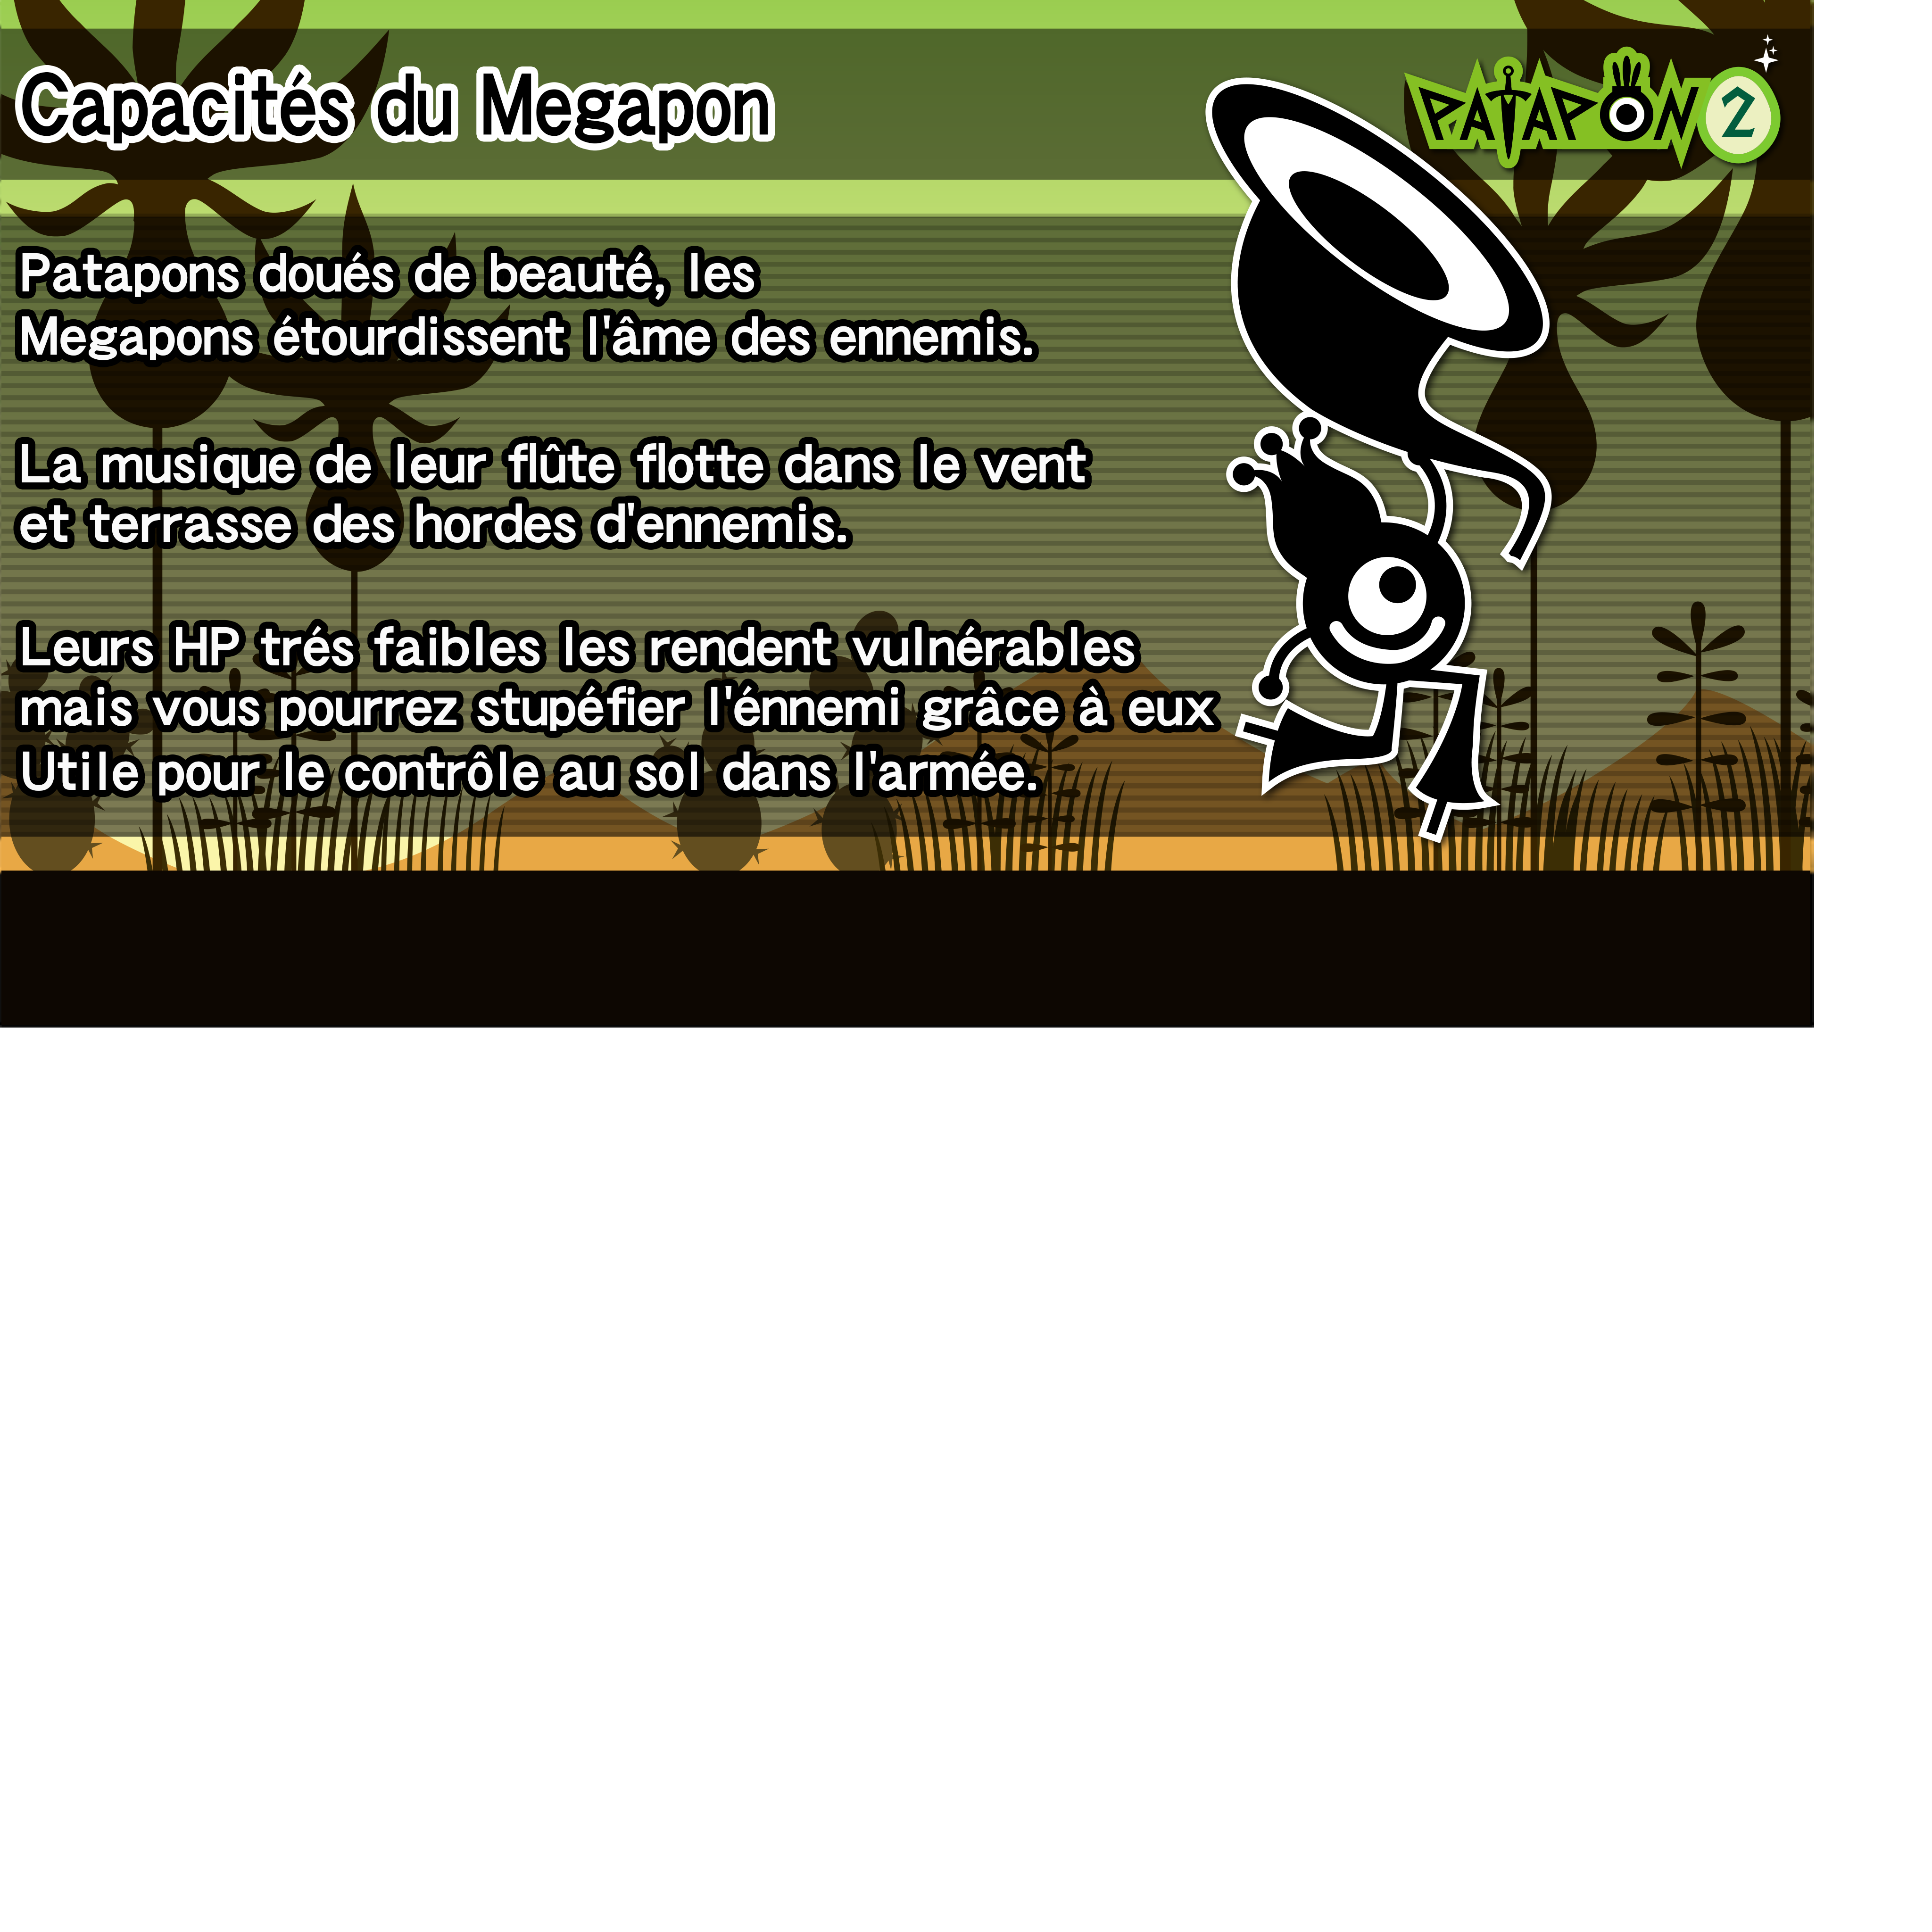 Capacités du Megapon
PATAPON 2
Patapons doués de beauté, les
Megapons étourdissent l'âme des ennemis.
La musique de leur flûte flotte dans le vent
et terrasse des hordes d'ennemis.
Leurs HP trés faibles les rendent vulnérables
mais vous pourrez stupéfier l'énnemi grâce à eux
Utile pour le contrôle au sol dans l'armée.